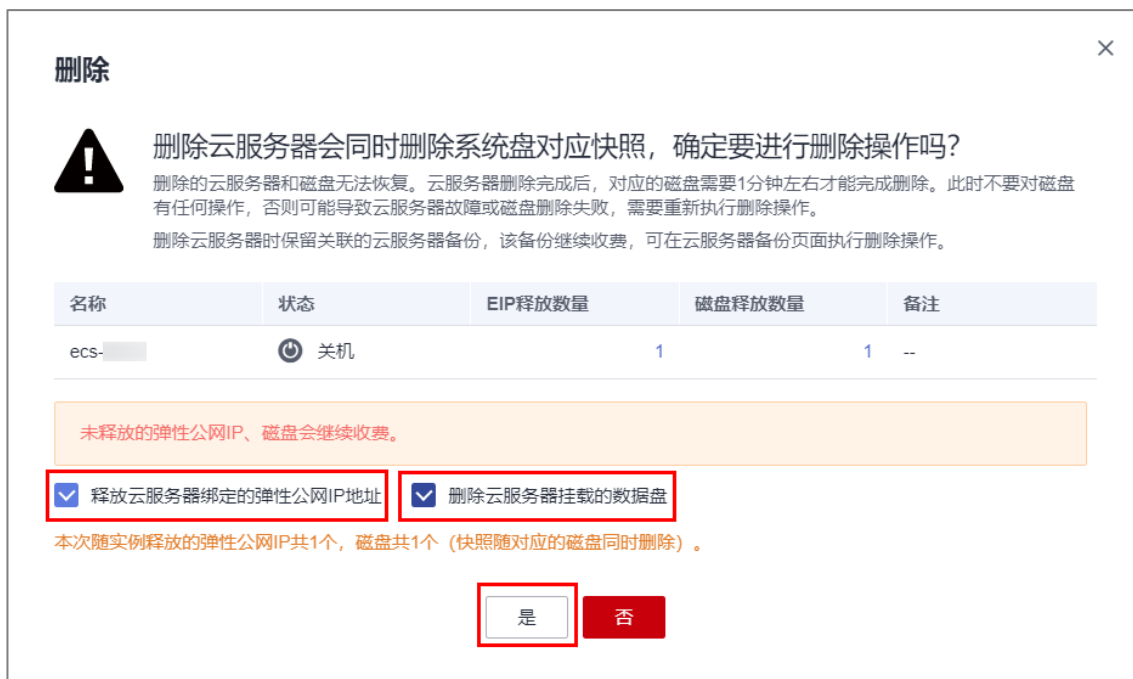 删除
删除云服务器会同时删除系统盘对应快照，确定要进行删除操作吗？
删除的云服务器和磁盘无法恢复。云服务器删除完成后，对应的磁盘需要1分钟左右才能完成删除。此时不要对磁盘
有任何操作，否则可能导致云服务器故障或磁盘删除失败，需要重新执行删除操作。
删除云服务器时保留关联的云服务器备份，该备份继续收费，可在云服务器备份页面执行删除操作。
名称 状态 EIP释放数量 磁盘释放数量 备注
ecs- 关机 1 1 --
未释放的弹性公网IP、磁盘会继续收费。
释放云服务器绑定的弹性公网IP地址 删除云服务器挂载的数据盘
本次随实例释放的弹性公网IP共1个，磁盘共1个（快照随对应的磁盘同时删除）。
是 否